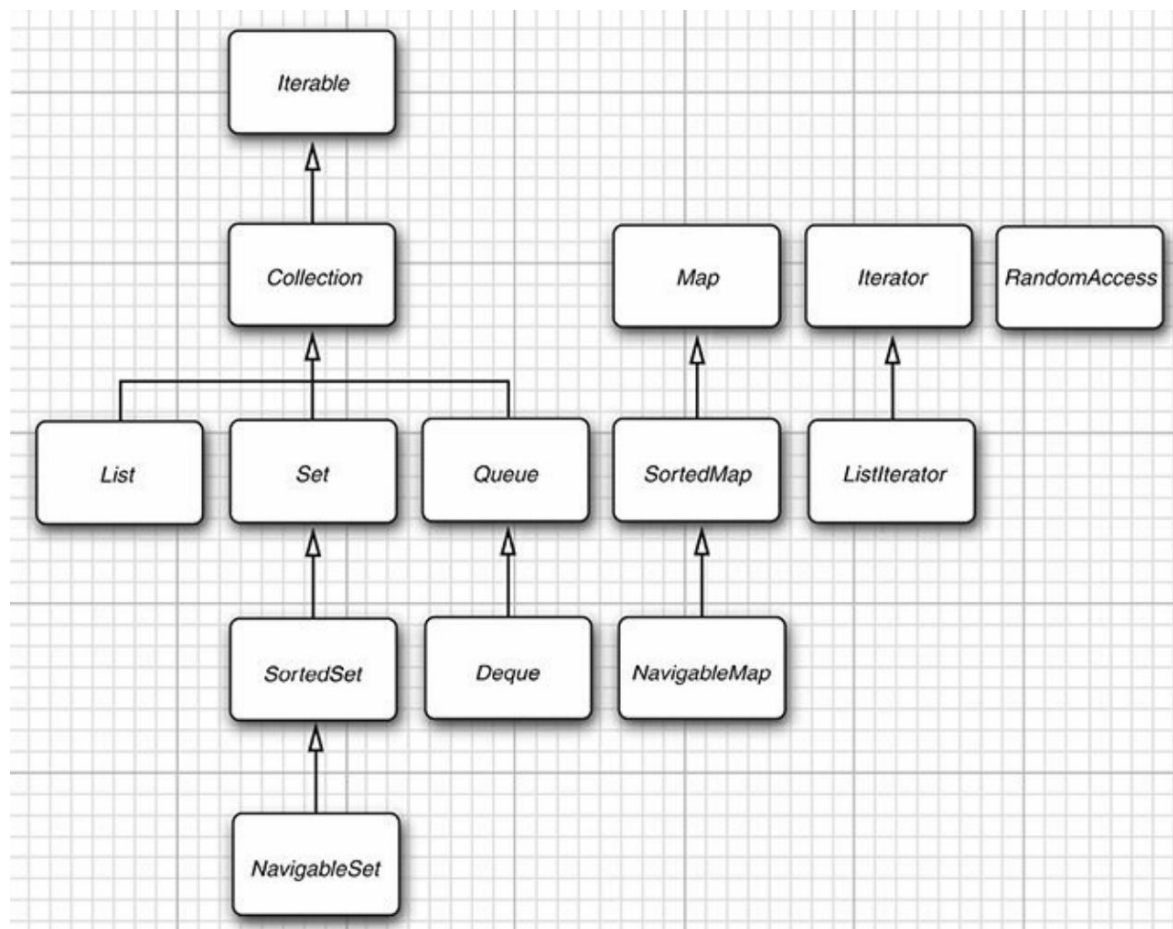 Iterable
Collection
Map
Iterator
RandomAccess
List
Set
Queue
SortedMap
ListIterator
SortedSet
Deque
NavigableMap
NavigableSet